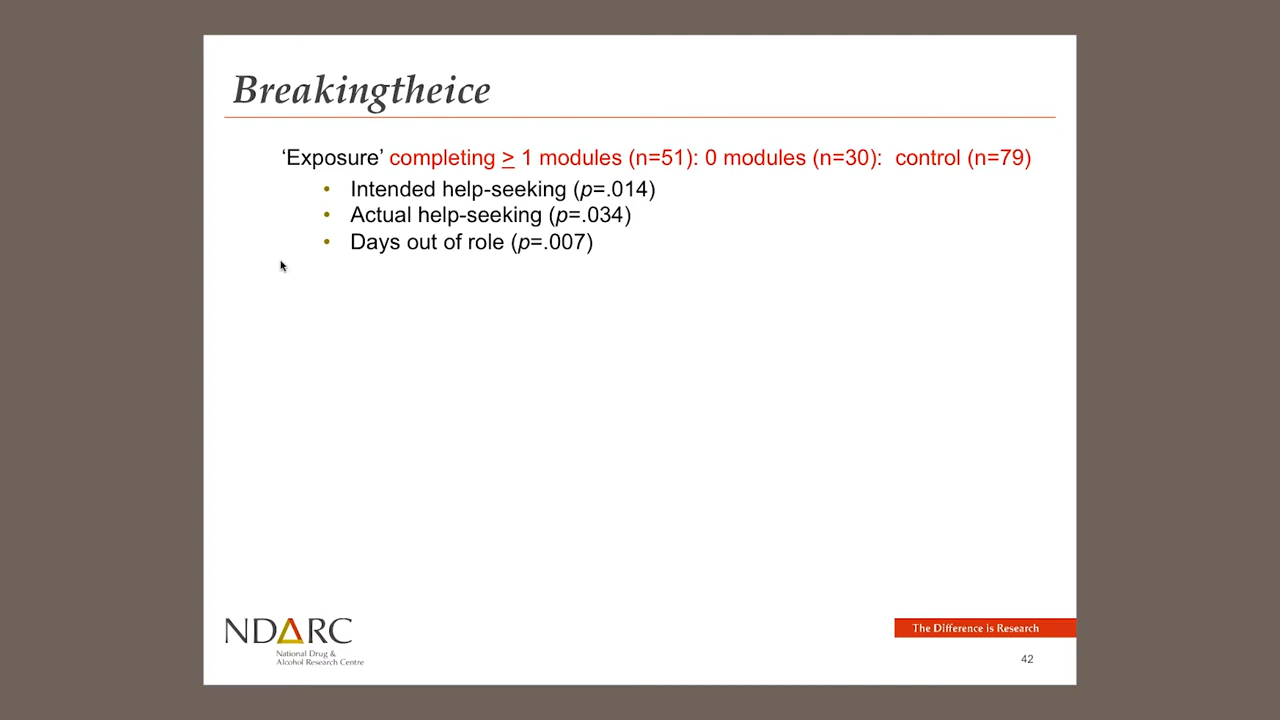 Breakingtheice
‘Exposure’ completing ≥ 1 modules (n=51): 0 modules (n=30): control (n=79)
• Intended help-seeking (p=.014)
• Actual help-seeking (p=.034)
• Days out of role (p=.007)
NDARC
National Drug &
Alcohol Research Centre
The Difference is Research
42